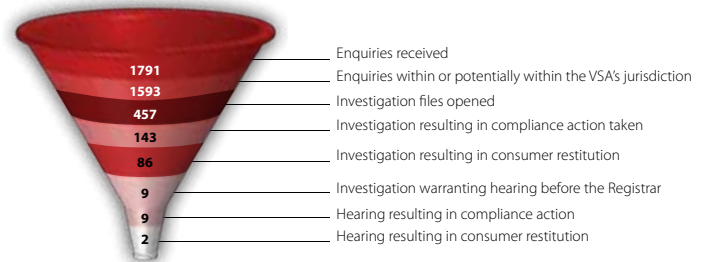 Enquiries received
1791
Enquiries within or potentially within the VSA's jurisdiction
1593
Investigation files opened
457
Investigation resulting in compliance action taken
143
Investigation resulting in consumer restitution
86
Investigation warranting hearing before the Registrar
9
Hearing resulting in compliance action
9
Hearing resulting in consumer restitution
2